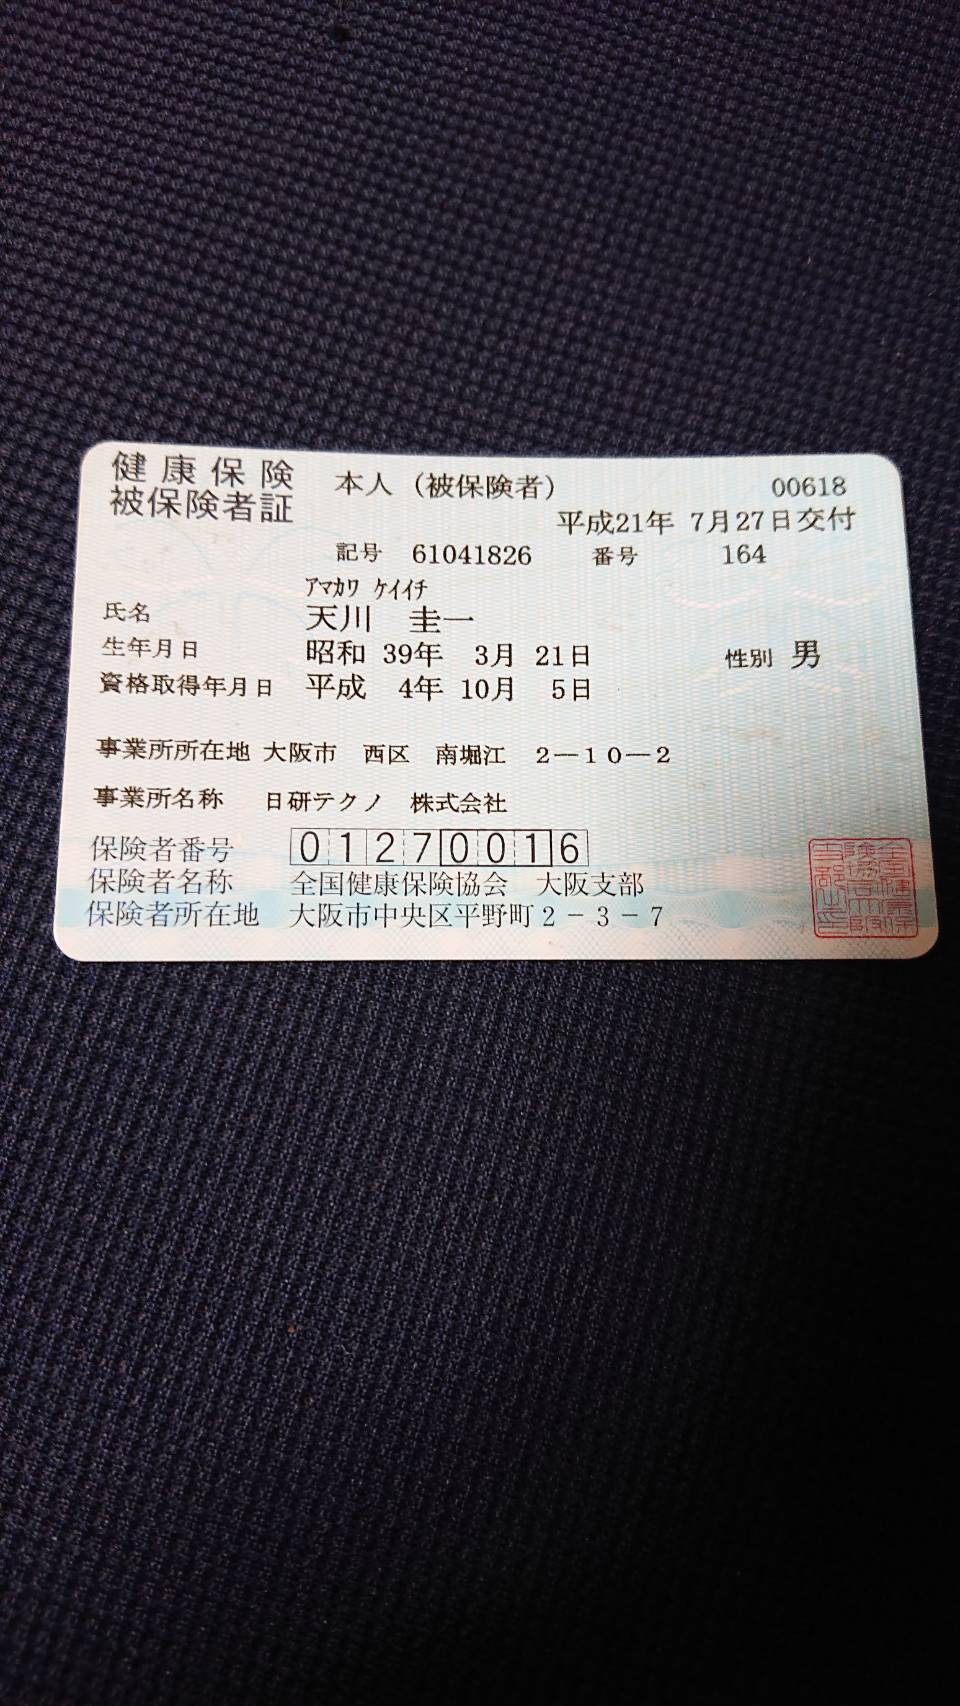 健康保険
被保険者証
本人（被保険者） 00618
平成21年 7月27日交付
記号 61041826 番号 164
アマカワ ケイイチ
氏名 天川 圭一
生年月日 昭和 39年 3月 21日 性別 男
資格取得年月日 平成 4年 10月 5日
事業所所在地 大阪市 西区 南堀江 2－10－2
事業所名称 日研テクノ 株式会社
保険者番号 01270016
保険者名称 全国健康保険協会 大阪支部
保険者所在地 大阪市中央区平野町2－3－7